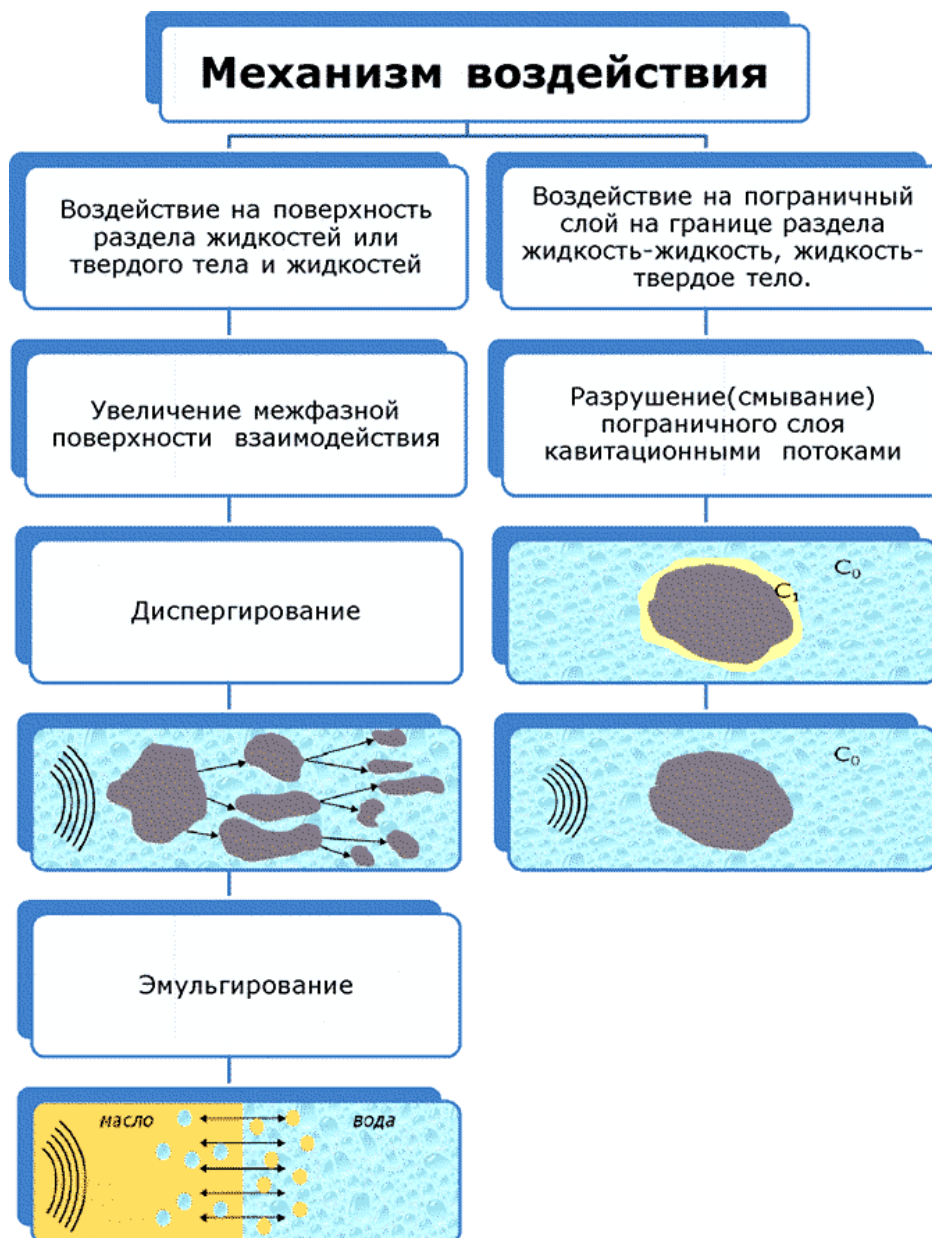 Механизм воздействия
Воздействие на поверхность
раздела жидкостей или
твердого тела и жидкостей
Увеличение межфазной
поверхности взаимодействия
Диспергирование
Эмульгирование
масло
вода
Воздействие на пограничный
слой на границе раздела
жидкость-жидкость, жидкость-
твердое тело.
Разрушение(смывание)
пограничного слоя
кавитационными потоками
C₀
C₁
C₀